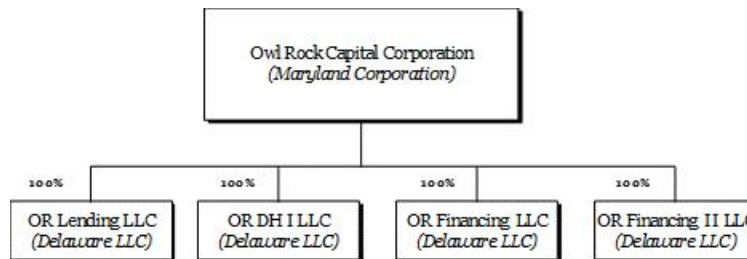 Owl Rock Capital Corporation
(Maryland Corporation)
100% 100% 100% 100%
OR Lending LLC OR DH I LLC OR Financing LLC OR Financing II LLC
(Delaware LLC) (Delaware LLC) (Delaware LLC) (Delaware LLC)